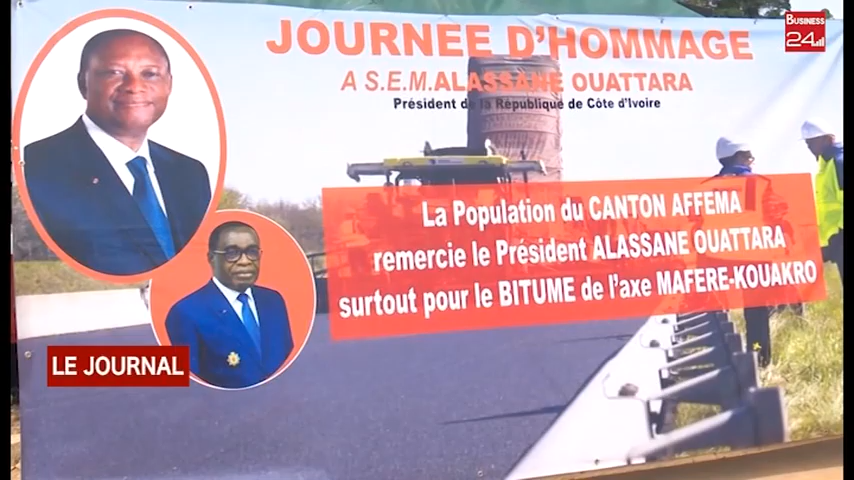 BUSINESS
24
JOURNEE D'HOMMAGE
A S.E.M.ALASSANE OUATTARA
Président de la République de Côte d'Ivoire
La Population du CANTON AFFEMA
remercie le Président ALASSANE OUATTARA
surtout pour le BITUME de l'axe MAFERE-KOUAKRO
LE JOURNAL